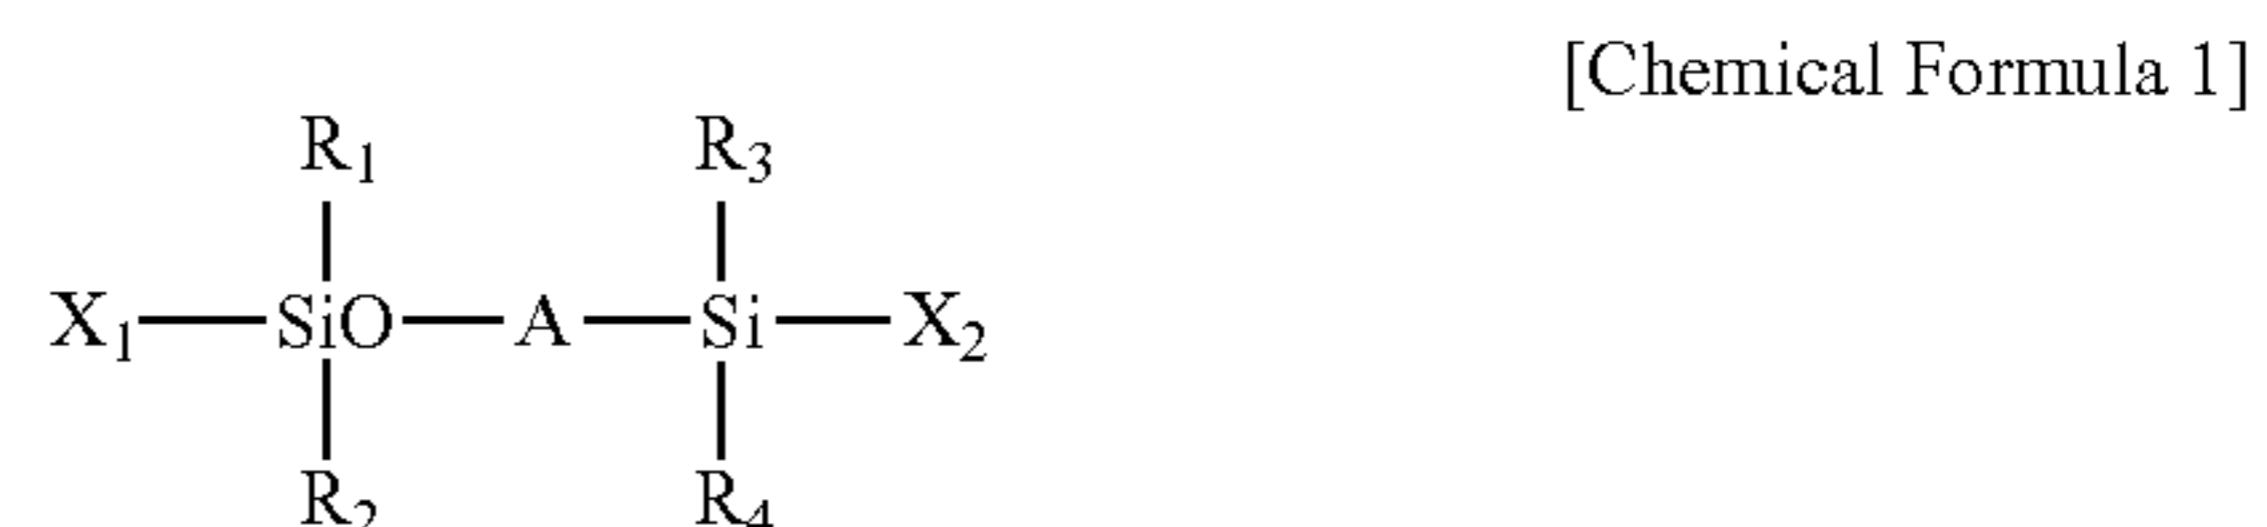 [Chemical Formula 1]
R1 R3
X1—SiO—A—Si—X2
R2 R4